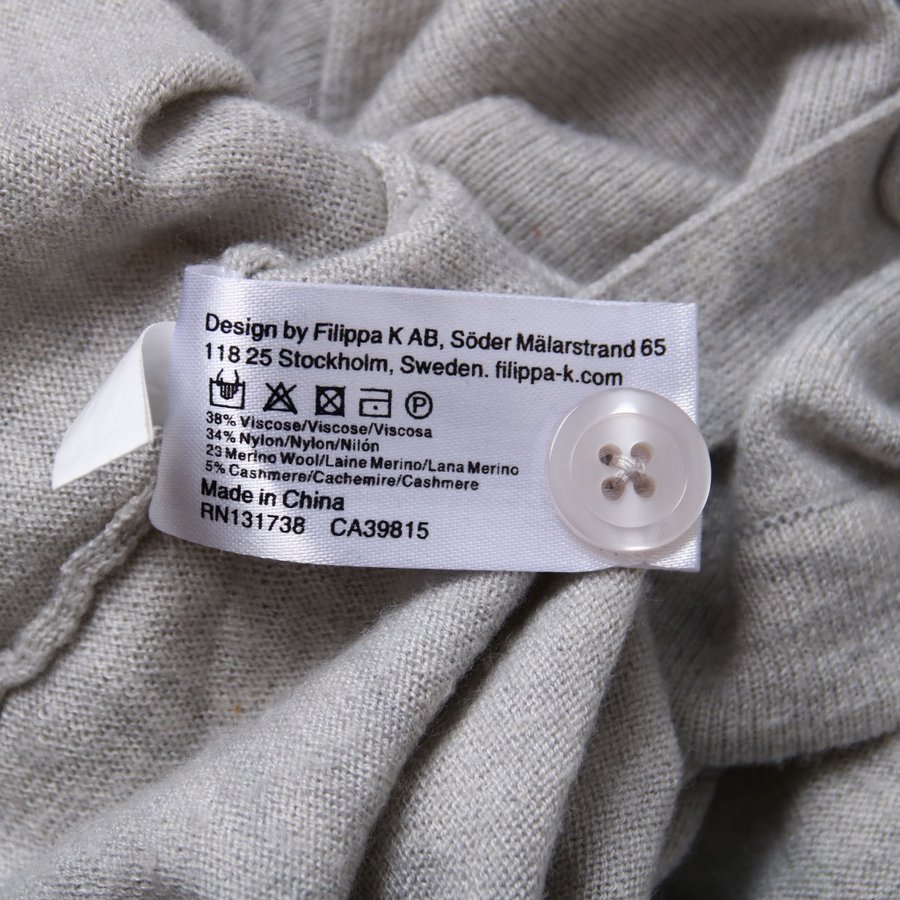 Design by Filippa K AB, Söder Mälarstrand 65
118 25 Stockholm, Sweden. filippa-k.com
P
38% Viscose/Viscose/Viscosa
34% Nylon/Nylon/Nilón
23 Merino Wool/Laine Merino/Lana Merino
5% Cashmere/Cachemire/Cashmere
Made in China
RN131738 CA39815